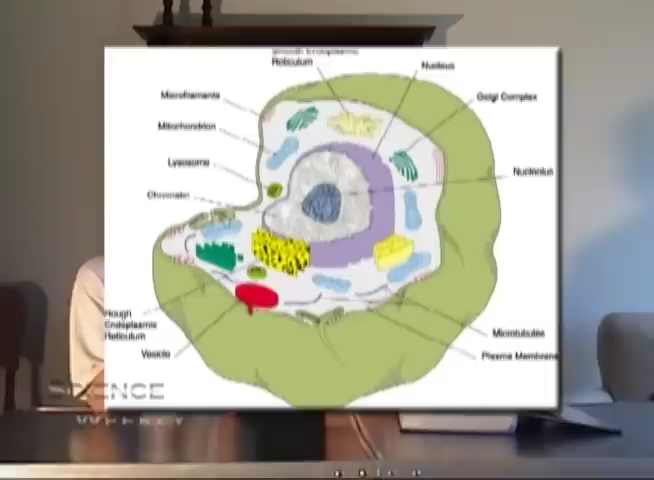 Smooth Endoplasmic
Reticulum
Nucleus
Microfilaments
Golgi Complex
Mitochondrion
Lysosome
Nucleolus
Chromatin
Rough
Endoplasmic
Reticulum
Vesicle
Microtubules
Plasma Membrane
SCIENCE
WEEKLY